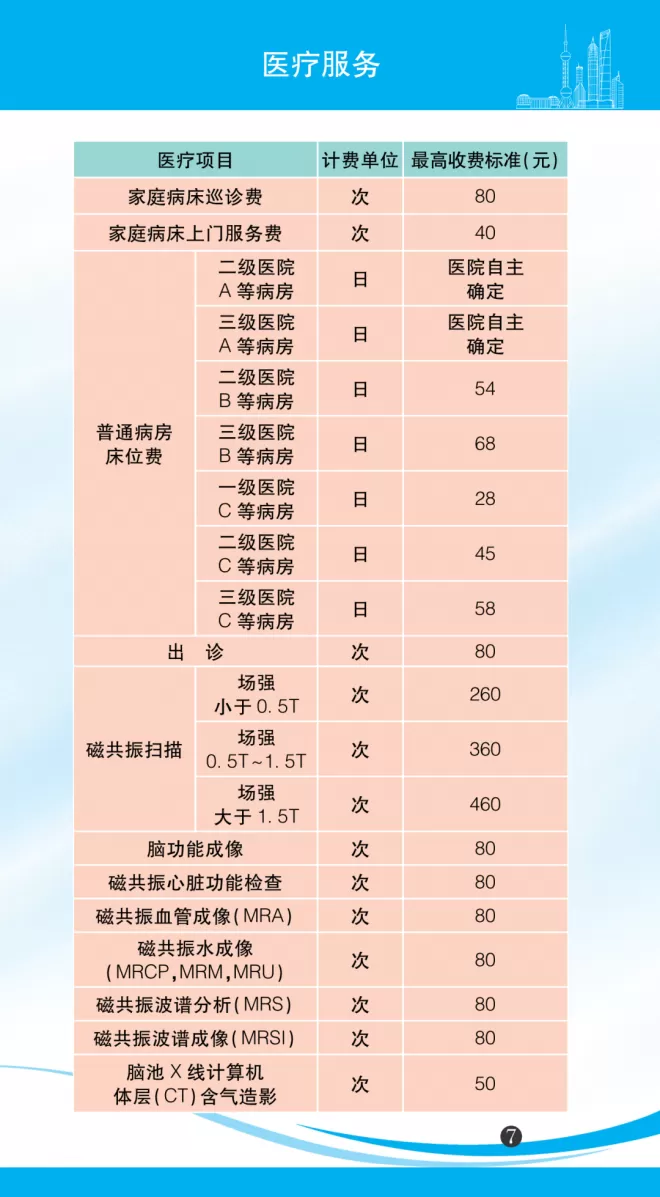 医疗服务
医疗项目 计费单位 最高收费标准(元)
家庭病床巡诊费 次 80
家庭病床上门服务费 次 40
普通病房
床位费
二级医院
A 等病房
日
医院自主
确定
三级医院
A 等病房
日
医院自主
确定
二级医院
B 等病房
日
54
三级医院
B 等病房
日
68
一级医院
C 等病房
日
28
二级医院
C 等病房
日
45
三级医院
C 等病房
日
58
出 诊 次 80
磁共振扫描
场强
小于 0.5T
次
260
场强
0.5T~1.5T
次
360
场强
大于 1.5T
次
460
脑功能成像 次 80
磁共振心脏功能检查 次 80
磁共振血管成像(MRA) 次 80
磁共振水成像
(MRCP,MRM,MRU)
次
80
磁共振波谱分析(MRS) 次 80
磁共振波谱成像(MRSI) 次 80
脑池 X 线计算机
体层(CT)含气造影
次
50
7